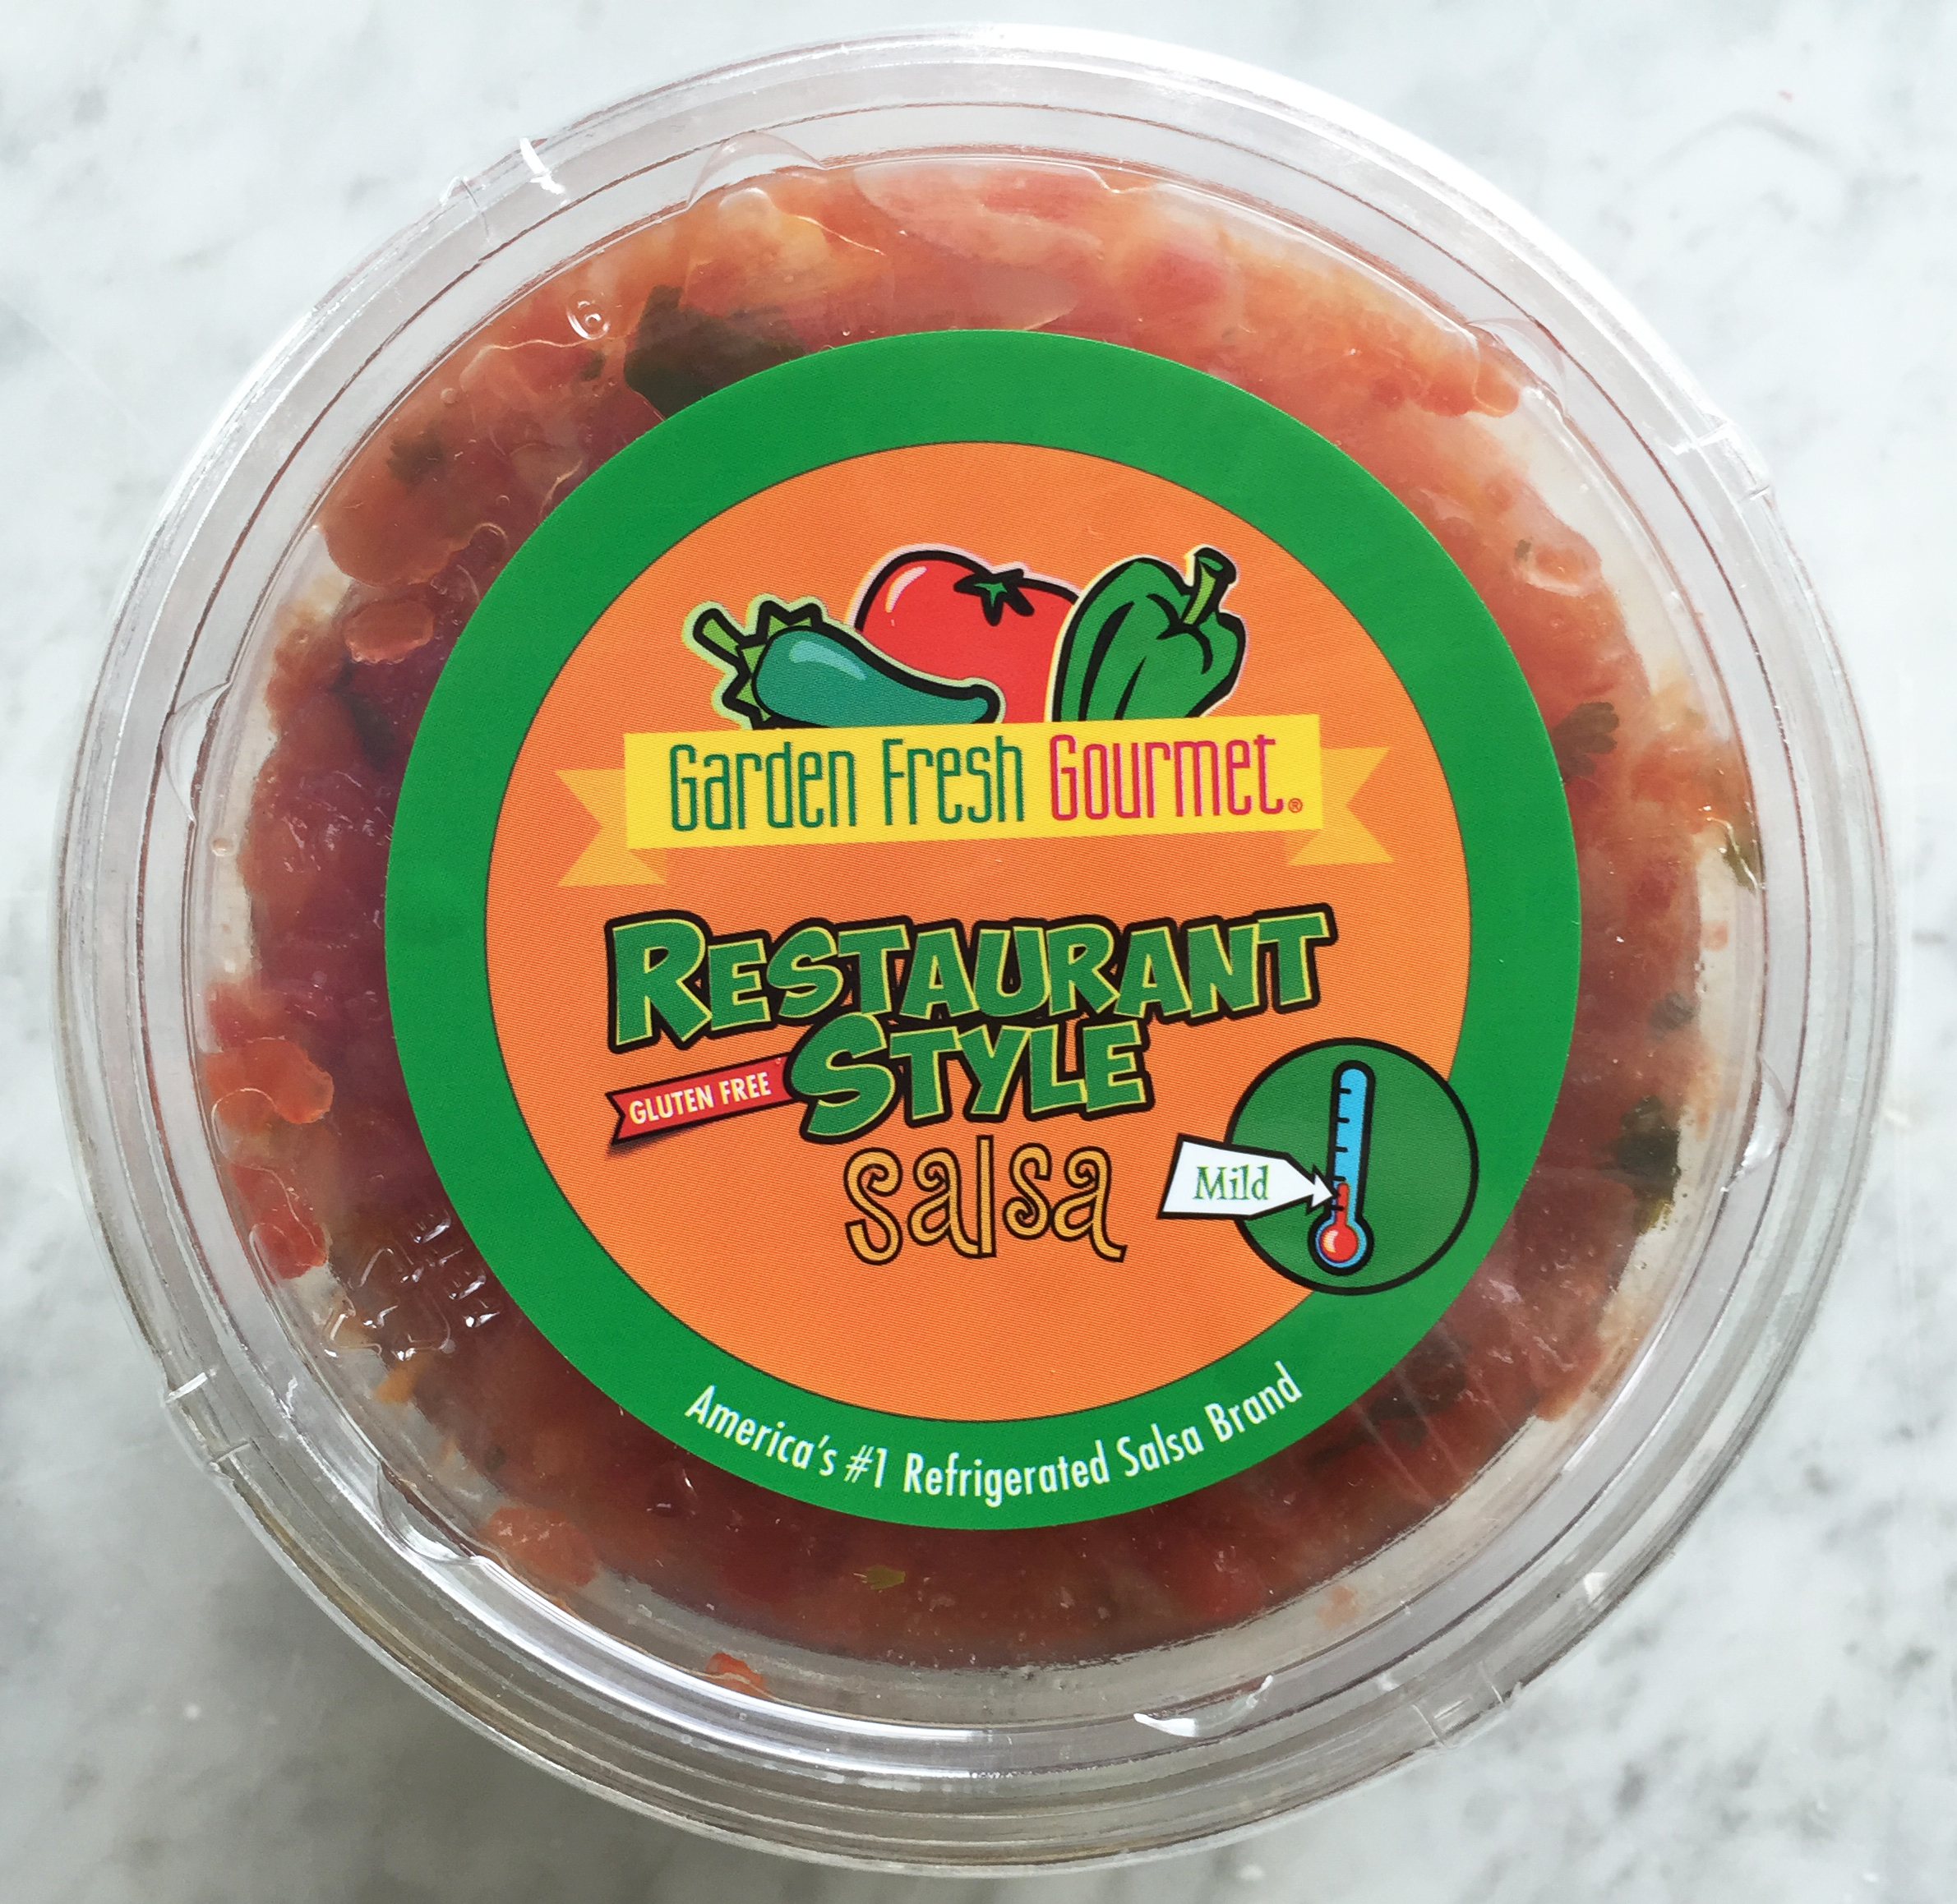 Garden Fresh Gourmet®
RESTAURANT
STYLE
GLUTEN FREE
salsa
Mild
America's #1 Refrigerated Salsa Brand